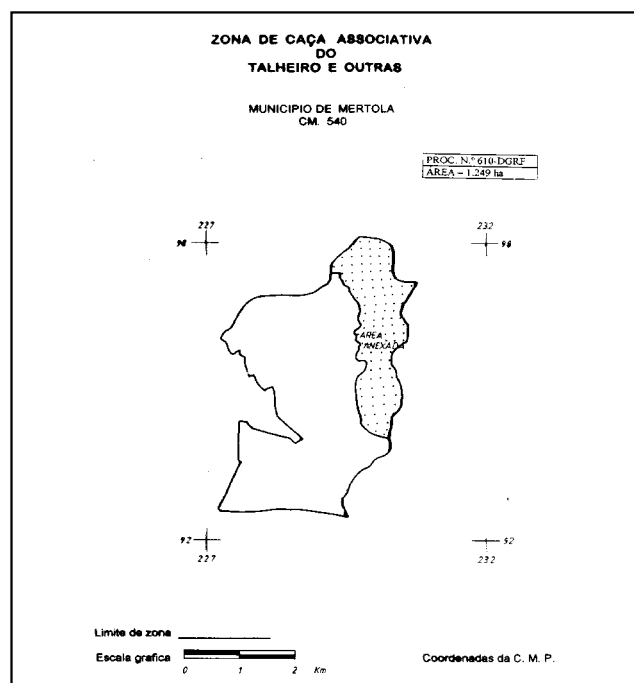 ZONA DE CAÇA ASSOCIATIVA
DO
TALHEIRO E OUTRAS
MUNICIPIO DE MERTOLA
CM. 540
PROC. N.º 610-DGRF
ÁREA – 1.249 ha
227
232
98
98
ÁREA
ANEXADA
92
92
227
232
Limite de zona
Escala grafica
0 1 2 Km
Coordenadas da C. M. P.